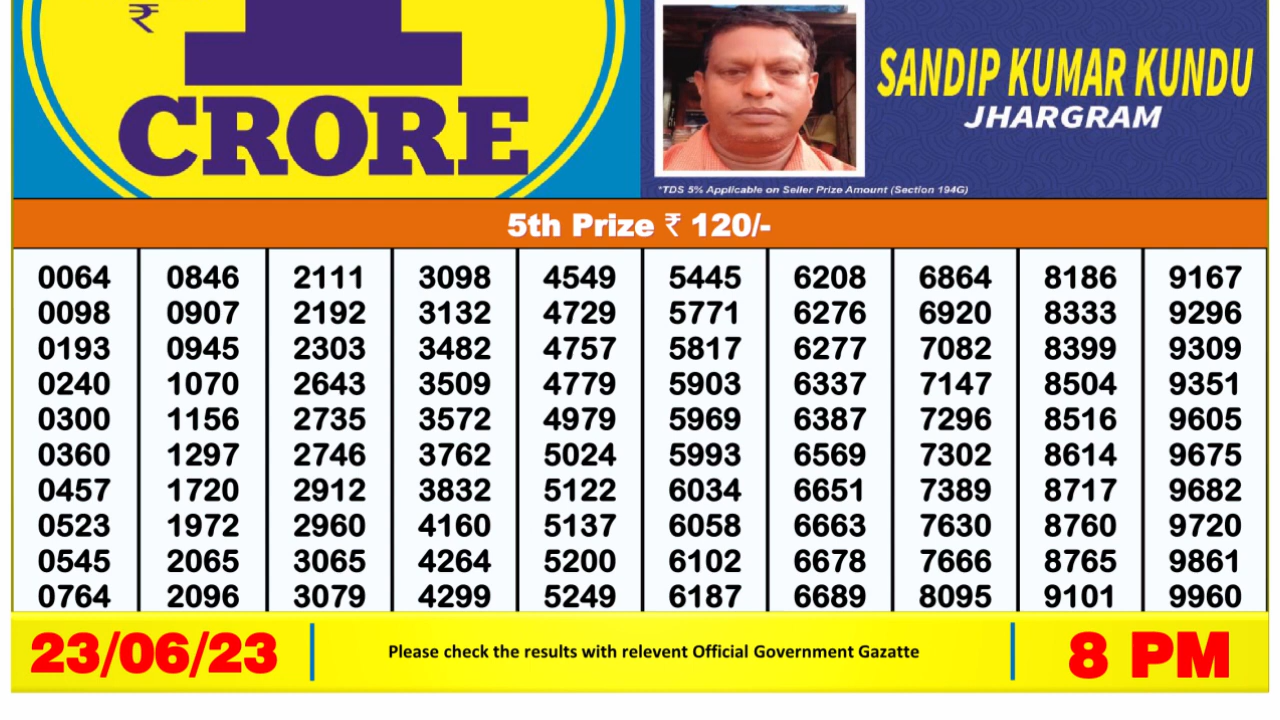 ₹
CRORE
SANDIP KUMAR KUNDU
JHARGRAM
*TDS 5% Applicable on Seller Prize Amount (Section 194G)
5th Prize ₹ 120/-
0064 0846 2111 3098 4549 5445 6208 6864 8186 9167
0098 0907 2192 3132 4729 5771 6276 6920 8333 9296
0193 0945 2303 3482 4757 5817 6277 7082 8399 9309
0240 1070 2643 3509 4779 5903 6337 7147 8504 9351
0300 1156 2735 3572 4979 5969 6387 7296 8516 9605
0360 1297 2746 3762 5024 5993 6569 7302 8614 9675
0457 1720 2912 3832 5122 6034 6651 7389 8717 9682
0523 1972 2960 4160 5137 6058 6663 7630 8760 9720
0545 2065 3065 4264 5200 6102 6678 7666 8765 9861
0764 2096 3079 4299 5249 6187 6689 8095 9101 9960
23/06/23 Please check the results with relevent Official Government Gazatte 8 PM